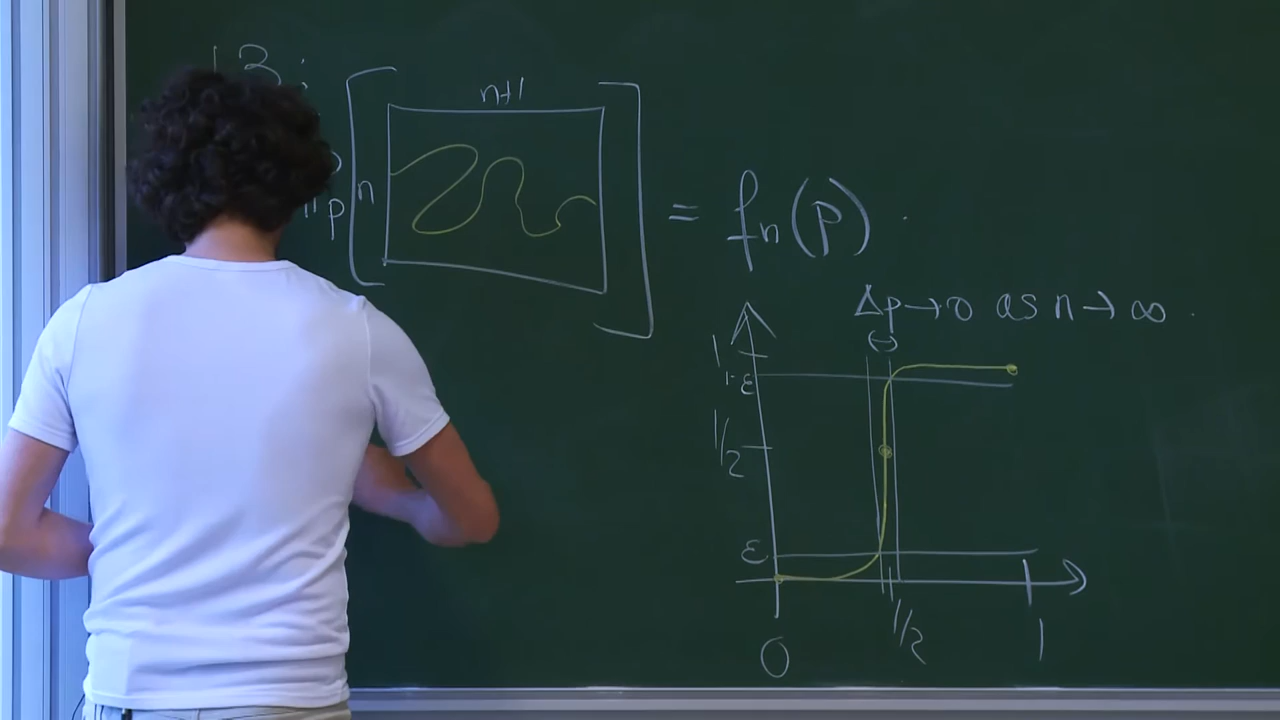 13:
n+1
p [ n ] = fn(p).
Δp→0 as n→∞.
1
1-ε
1/2
ε
0
1/2
1